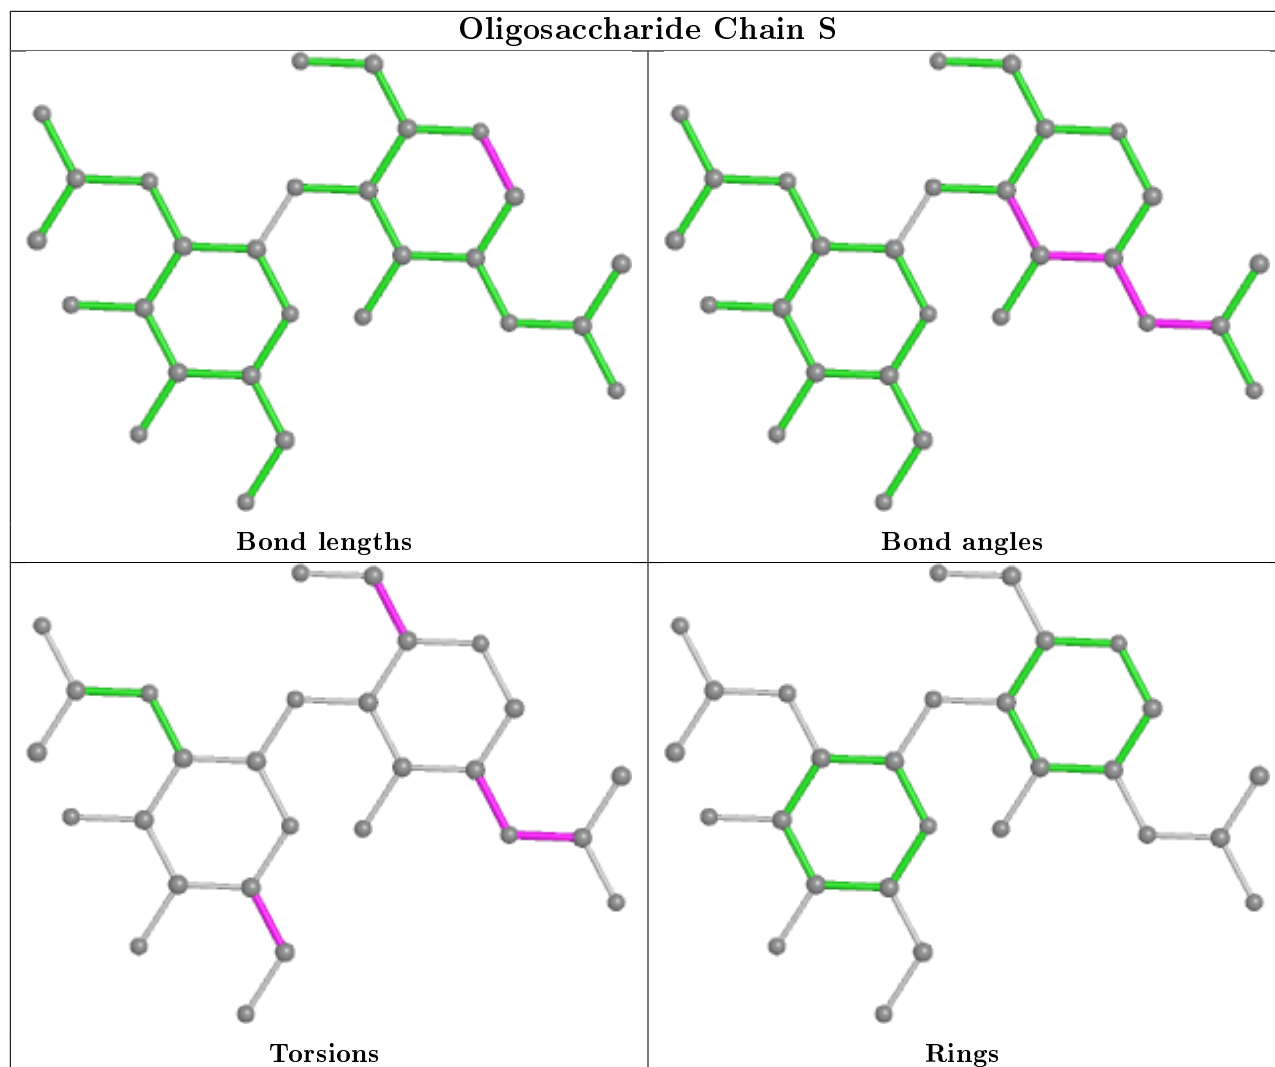 Oligosaccharide Chain S
Bond lengths
Bond angles
Torsions
Rings